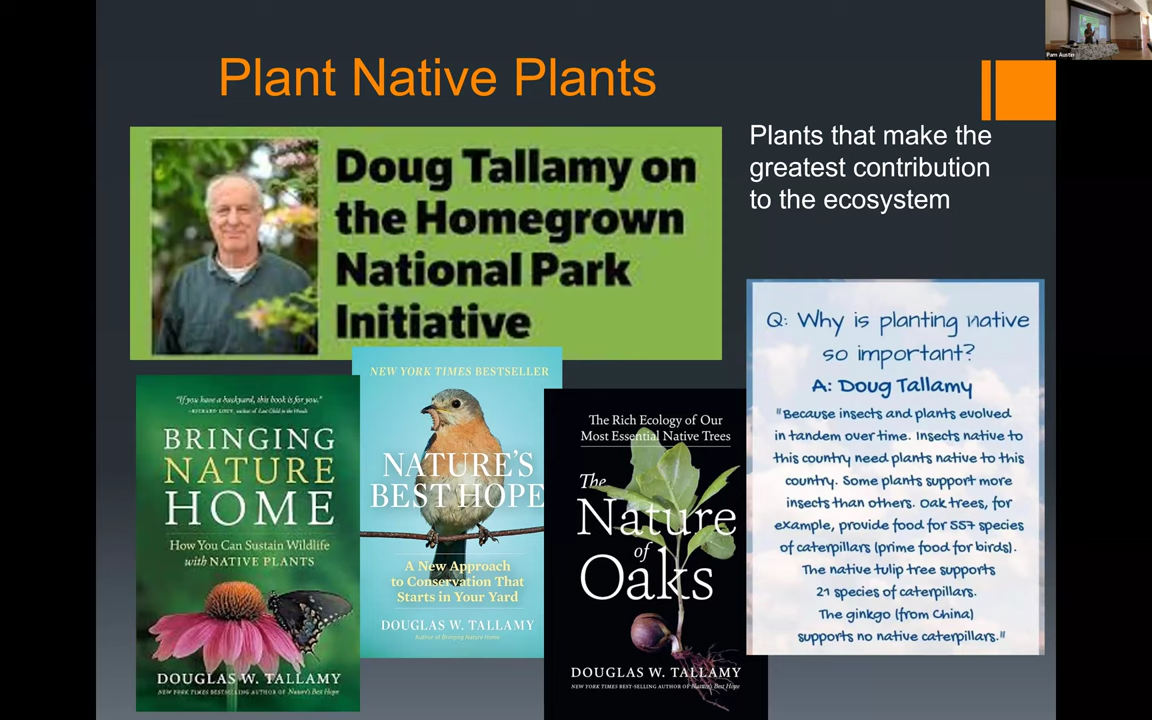 Plant Native Plants
Pam Austin
Doug Tallamy on
the Homegrown
National Park
Initiative
Plants that make the
greatest contribution
to the ecosystem
"If you have a backyard, this book is for you."
—RICHARD LOUV, author of Last Child in the Woods
BRINGING
NATURE
HOME
How You Can Sustain Wildlife
with NATIVE PLANTS
DOUGLAS W. TALLAMY
NEW YORK TIMES BESTSELLING AUTHOR OF Nature's Best Hope
NEW YORK TIMES BESTSELLER
NATURE'S
BEST HOPE
A New Approach
to Conservation That
Starts in Your Yard
DOUGLAS W. TALLAMY
Author of Bringing Nature Home
The Rich Ecology of Our
Most Essential Native Trees
The
Nature
of
Oaks
DOUGLAS W. TALLAMY
NEW YORK TIMES BEST-SELLING AUTHOR OF Nature's Best Hope
Q: Why is planting native
so important?
A: Doug Tallamy
"Because insects and plants evolved
in tandem over time. Insects native to
this country need plants native to this
country. Some plants support more
insects than others. Oak trees, for
example, provide food for 557 species
of caterpillars (prime food for birds).
The native tulip tree supports
21 species of caterpillars.
The ginkgo (from China)
supports no native caterpillars."